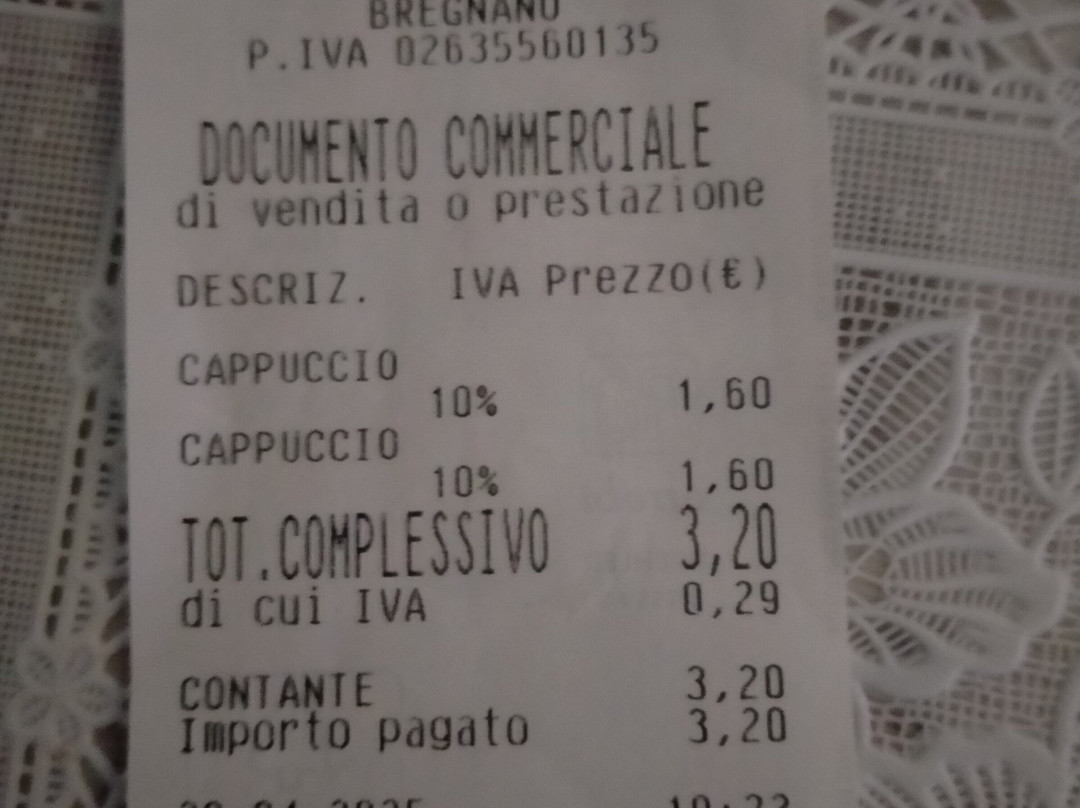 BREGNANO
P.IVA 02635560135
DOCUMENTO COMMERCIALE
di vendita o prestazione
DESCRIZ. IVA Prezzo(€)
CAPPUCCIO
10% 1,60
CAPPUCCIO
10% 1,60
TOT.COMPLESSIVO 3,20
di cui IVA 0,29
CONTANTE 3,20
Importo pagato 3,20